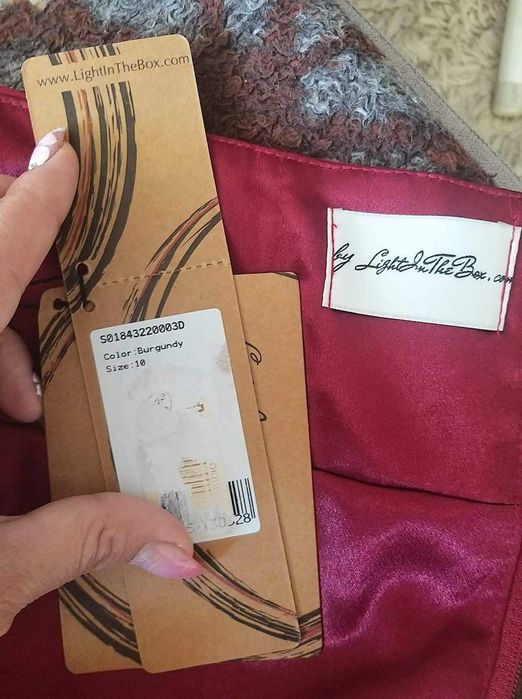 www.LightInTheBox.com
by LightInTheBox.com
S01843220003D
Color:Burgundy
Size:10